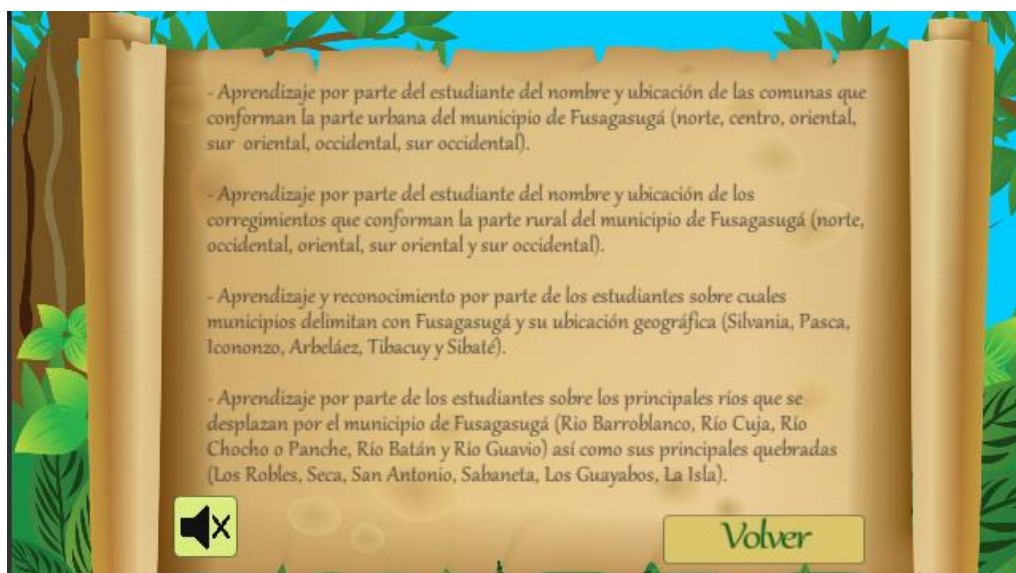 - Aprendizaje por parte del estudiante del nombre y ubicación de las comunas que
conforman la parte urbana del municipio de Fusagasugá (norte, centro, oriental,
sur oriental, occidental, sur occidental).
- Aprendizaje por parte del estudiante del nombre y ubicación de los
corregimientos que conforman la parte rural del municipio de Fusagasugá (norte,
occidental, oriental, sur oriental y sur occidental).
- Aprendizaje y reconocimiento por parte de los estudiantes sobre cuales
municipios delimitan con Fusagasugá y su ubicación geográfica (Silvania, Pasca,
Icononzo, Arbeláez, Tibacuy y Sibaté).
- Aprendizaje por parte de los estudiantes sobre los principales ríos que se
desplazan por el municipio de Fusagasugá (Rio Barroblanco, Río Cuja, Río
Chocho o Panche, Río Batán y Río Guavio) así como sus principales quebradas
(Los Robles, Seca, San Antonio, Sabaneta, Los Guayabos, La Isla).
Volver